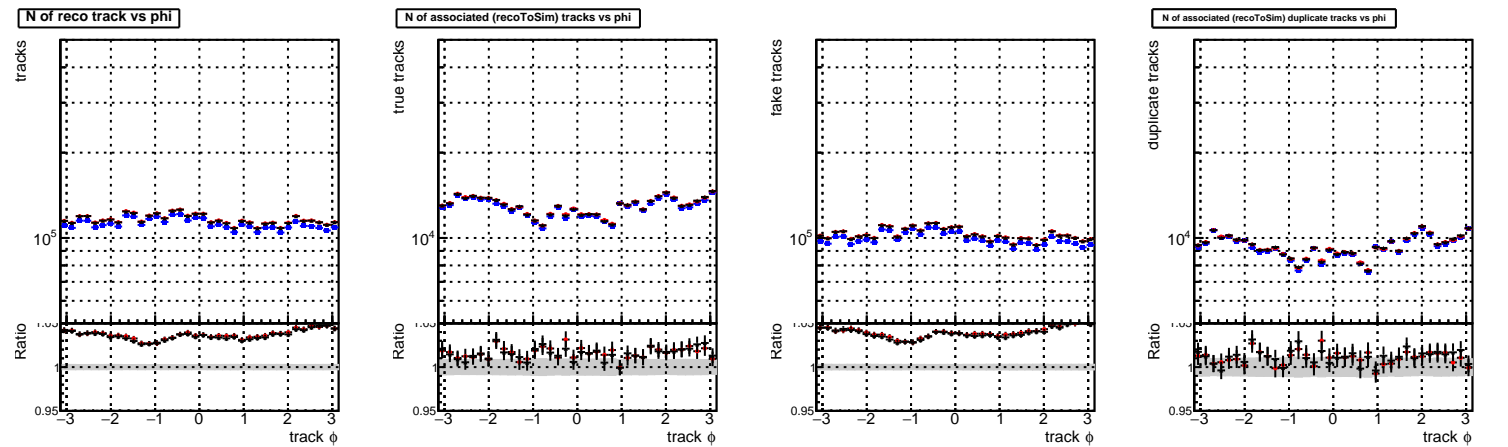 N of reco track vs phi
tracks
10^5
Ratio
1.05
1
0.95
−3 −2 −1 0 1 2 3
track ϕ
N of associated (recoToSim) tracks vs phi
true tracks
10^4
Ratio
1.05
1
0.95
−3 −2 −1 0 1 2 3
track ϕ
fake tracks
10^5
Ratio
1.05
1
0.95
−3 −2 −1 0 1 2 3
track ϕ
N of associated (recoToSim) duplicate tracks vs phi
duplicate tracks
10^4
Ratio
1.05
1
0.95
−3 −2 −1 0 1 2 3
track ϕ